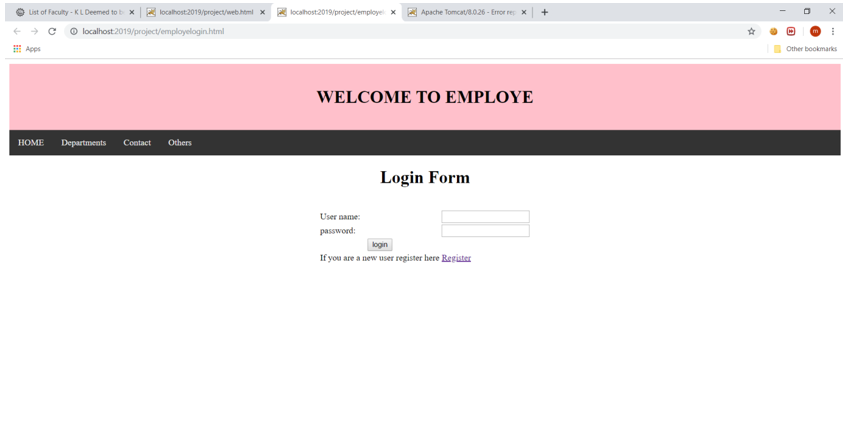 List of Faculty - K L Deemed to b
localhost:2019/project/web.html
localhost:2019/project/employel
Apache Tomcat/8.0.26 - Error rep
localhost:2019/project/employelogin.html
m
Apps
Other bookmarks
WELCOME TO EMPLOYE
HOME Departments Contact Others
Login Form
User name:
password:
login
If you are a new user register here Register